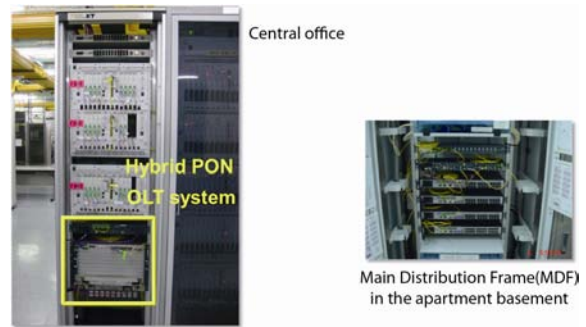 Central office
Hybrid PON
OLT system
Main Distribution Frame(MDF)
in the apartment basement